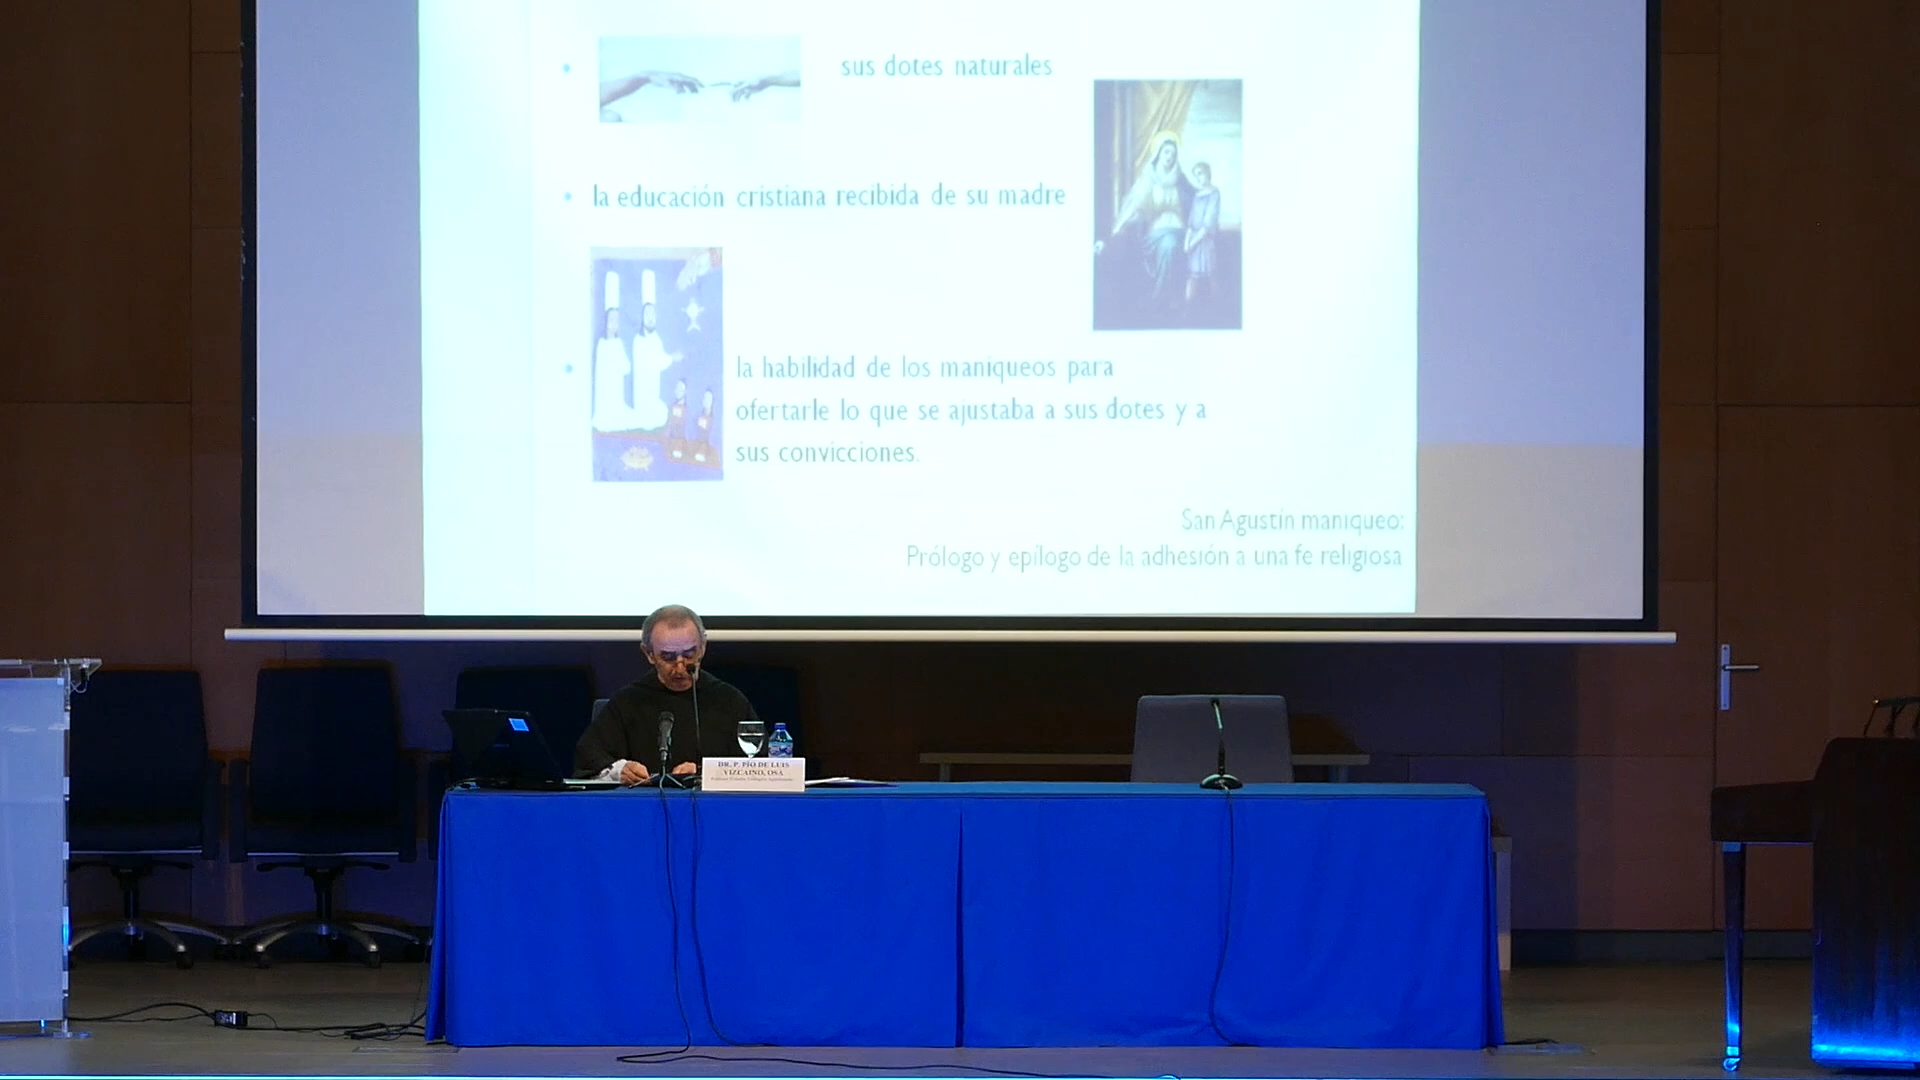 sus dotes naturales
la educación cristiana recibida de su madre
la habilidad de los maniqueos para
ofertarle lo que se ajustaba a sus dotes y a
sus convicciones.
San Agustín maniqueo:
Prólogo y epílogo de la adhesión a una fe religiosa
DR. P. PÍO DE LUIS
VIZCAÍNO, OSA